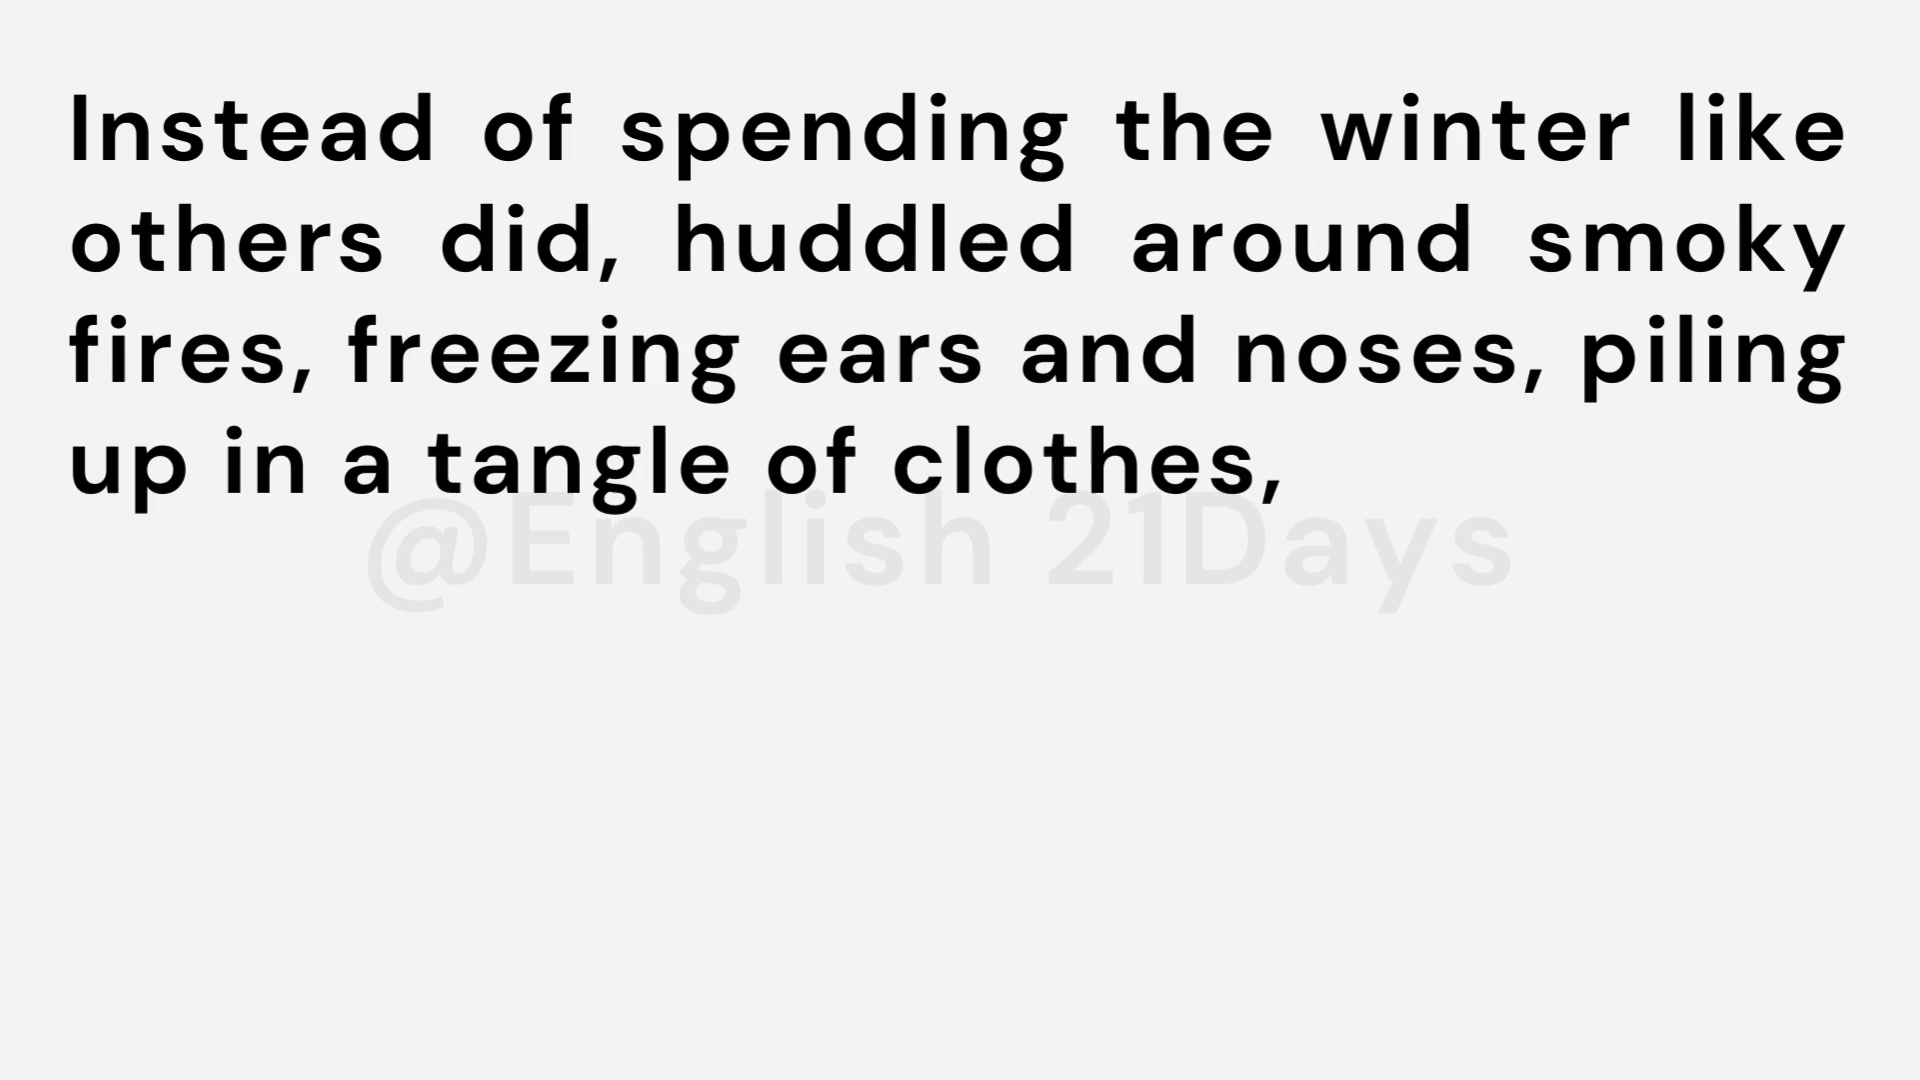 Instead of spending the winter like
others did, huddled around smoky
fires, freezing ears and noses, piling
up in a tangle of clothes,
@English 21Days